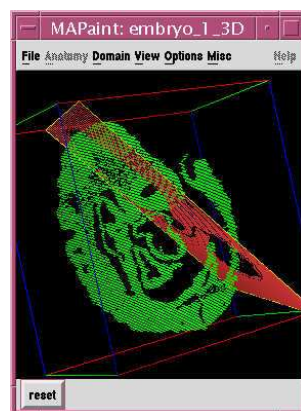 MAPaint: embryo_1_3D
File Anatomy Domain View Options Misc Help
reset